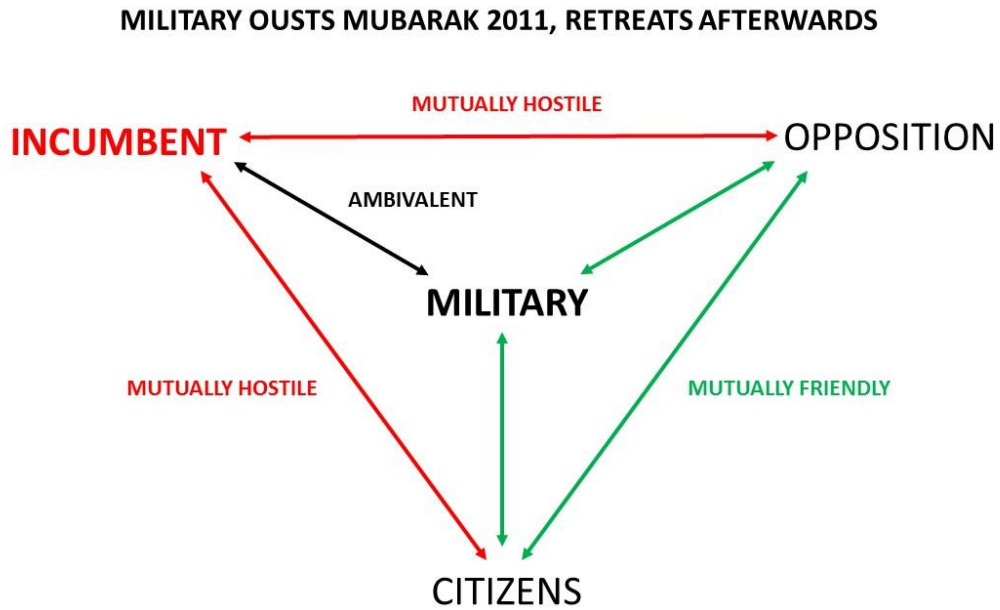 MILITARY OUSTS MUBARAK 2011, RETREATS AFTERWARDS
MUTUALLY HOSTILE
INCUMBENT
OPPOSITION
AMBIVALENT
MILITARY
MUTUALLY HOSTILE
MUTUALLY FRIENDLY
CITIZENS